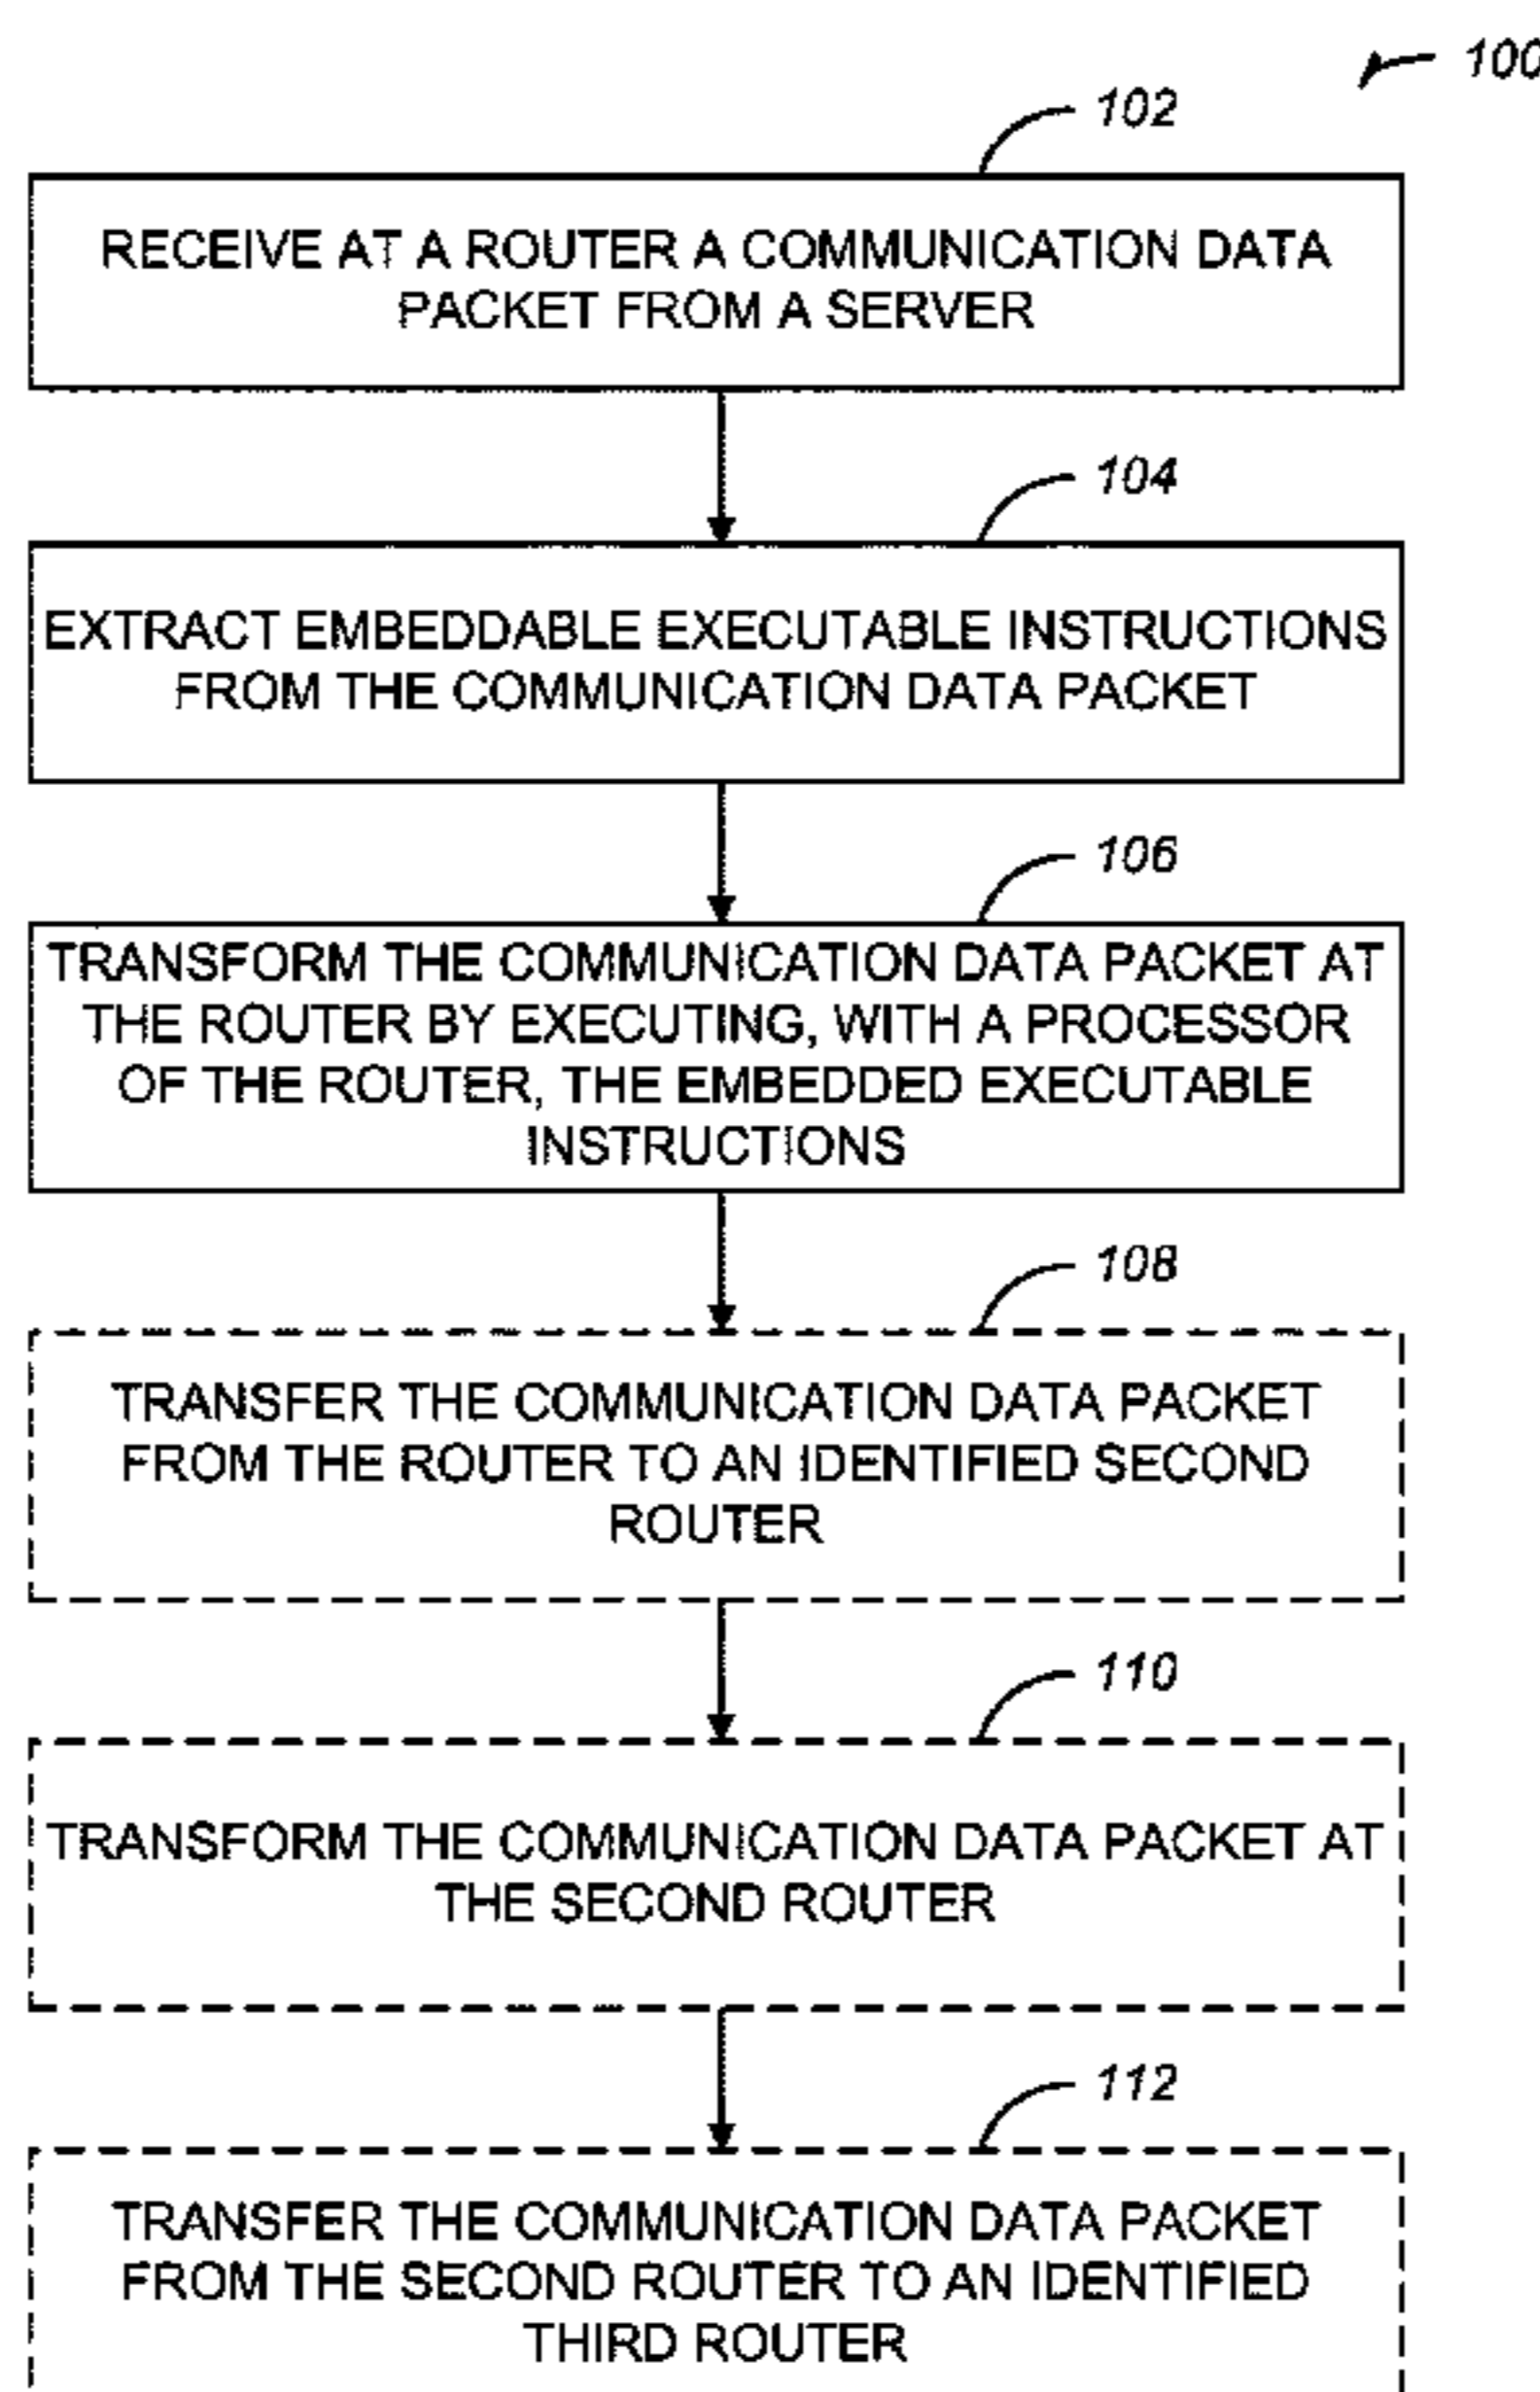 100
102
RECEIVE AT A ROUTER A COMMUNICATION DATA
PACKET FROM A SERVER
104
EXTRACT EMBEDDABLE EXECUTABLE INSTRUCTIONS
FROM THE COMMUNICATION DATA PACKET
106
TRANSFORM THE COMMUNICATION DATA PACKET AT
THE ROUTER BY EXECUTING, WITH A PROCESSOR
OF THE ROUTER, THE EMBEDDED EXECUTABLE
INSTRUCTIONS
108
TRANSFER THE COMMUNICATION DATA PACKET
FROM THE ROUTER TO AN IDENTIFIED SECOND
ROUTER
110
TRANSFORM THE COMMUNICATION DATA PACKET AT
THE SECOND ROUTER
112
TRANSFER THE COMMUNICATION DATA PACKET
FROM THE SECOND ROUTER TO AN IDENTIFIED
THIRD ROUTER